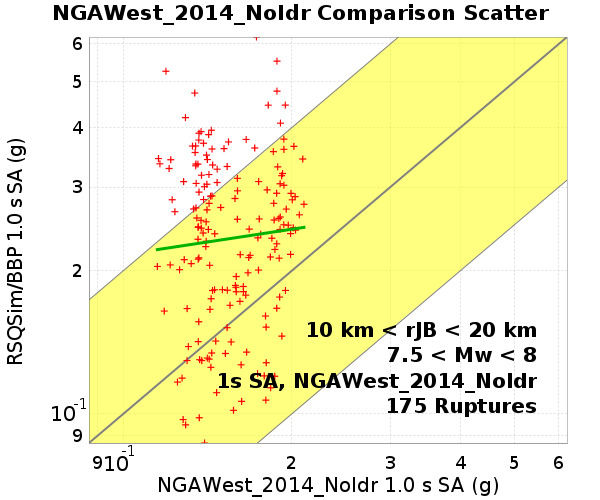 NGAWest_2014_NoIdr Comparison Scatter
RSQSim/BBP 1.0 s SA (g)
6
5
4
3
2
10-1
9
10 km < rJB < 20 km
7.5 < Mw < 8
1s SA, NGAWest_2014_NoIdr
175 Ruptures
9 10-1 2 3 4 5 6
NGAWest_2014_NoIdr 1.0 s SA (g)